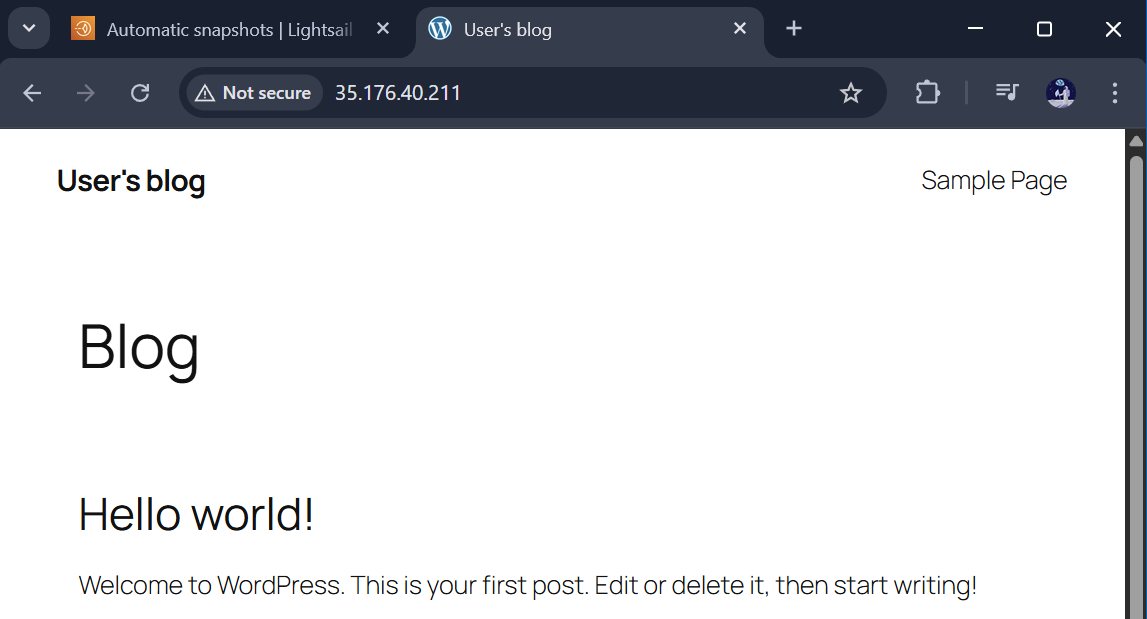 Automatic snapshots | Lightsail
User's blog
Not secure
35.176.40.211
User's blog
Sample Page
Blog
Hello world!
Welcome to WordPress. This is your first post. Edit or delete it, then start writing!